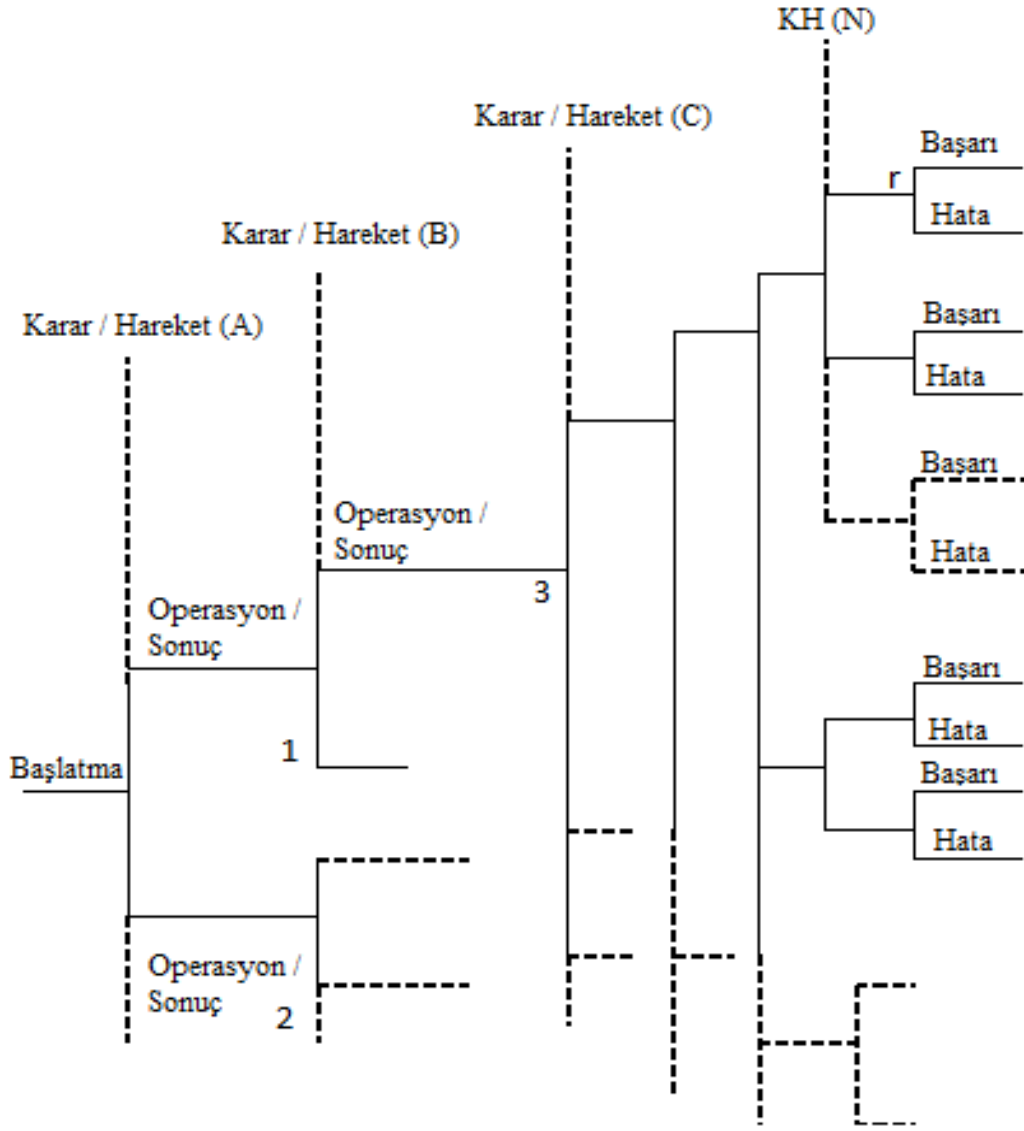 KH (N)
Karar / Hareket (C)
Başarı
r
Hata
Karar / Hareket (B)
Karar / Hareket (A)
Başarı
Hata
Başarı
Operasyon /
Sonuç
Hata
3
Operasyon /
Sonuç
Başarı
Hata
1
Başlatma
Başarı
Hata
Operasyon /
Sonuç
2